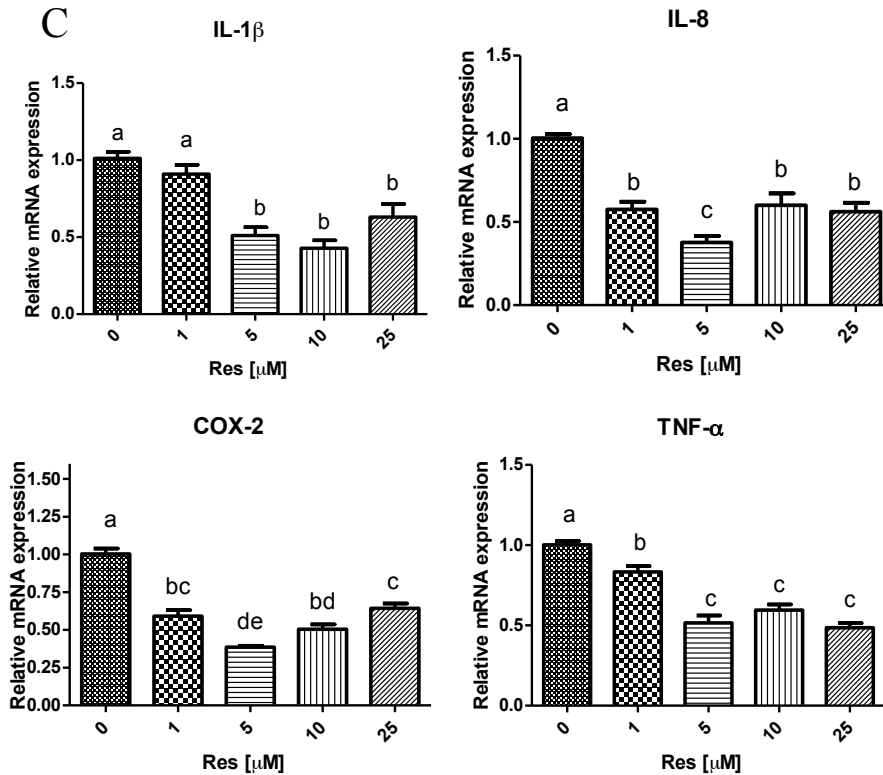 C
IL-1β
Relative mRNA expression
1.5
1.0
0.5
0.0
a
a
b
b
b
0
1
5
10
25
Res [μM]
IL-8
Relative mRNA expression
1.5
1.0
0.5
0.0
a
b
c
b
b
0
1
5
10
25
Res [μM]
COX-2
Relative mRNA expression
1.50
1.25
1.00
0.75
0.50
0.25
0.00
a
bc
de
bd
c
0
1
5
10
25
Res [μM]
TNF-α
Relative mRNA expression
1.5
1.0
0.5
0.0
a
b
c
c
c
0
1
5
10
25
Res [μM]